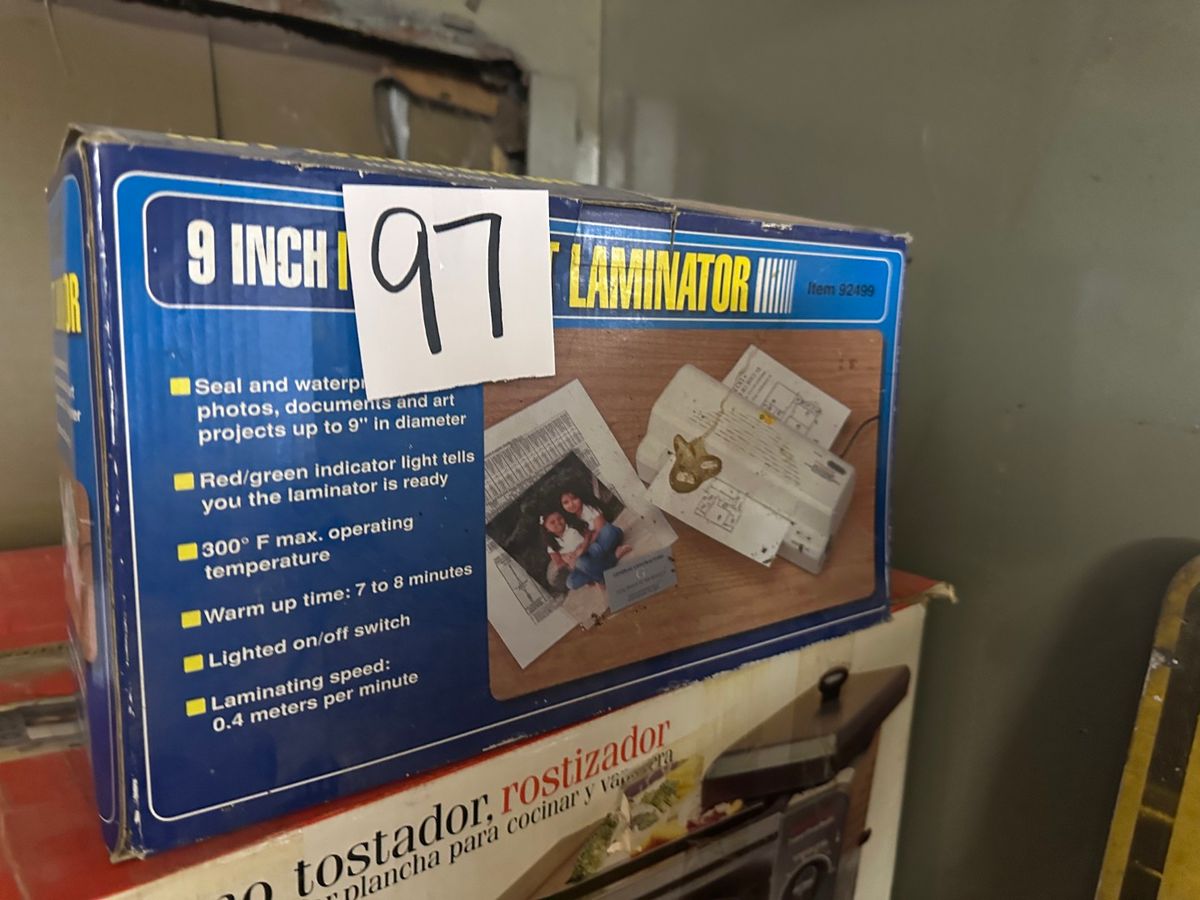 97
9 INCH
LAMINATOR
Item 92499
Seal and
photos, documents and art
projects up to 9" in diameter
Red/green indicator light tells
you the laminator is ready
300° F max. operating
temperature
Warm up time: 7 to 8 minutes
Lighted on/off switch
Laminating speed:
0.4 meters per minute
tostador, rostizador
plancha para cocinar y